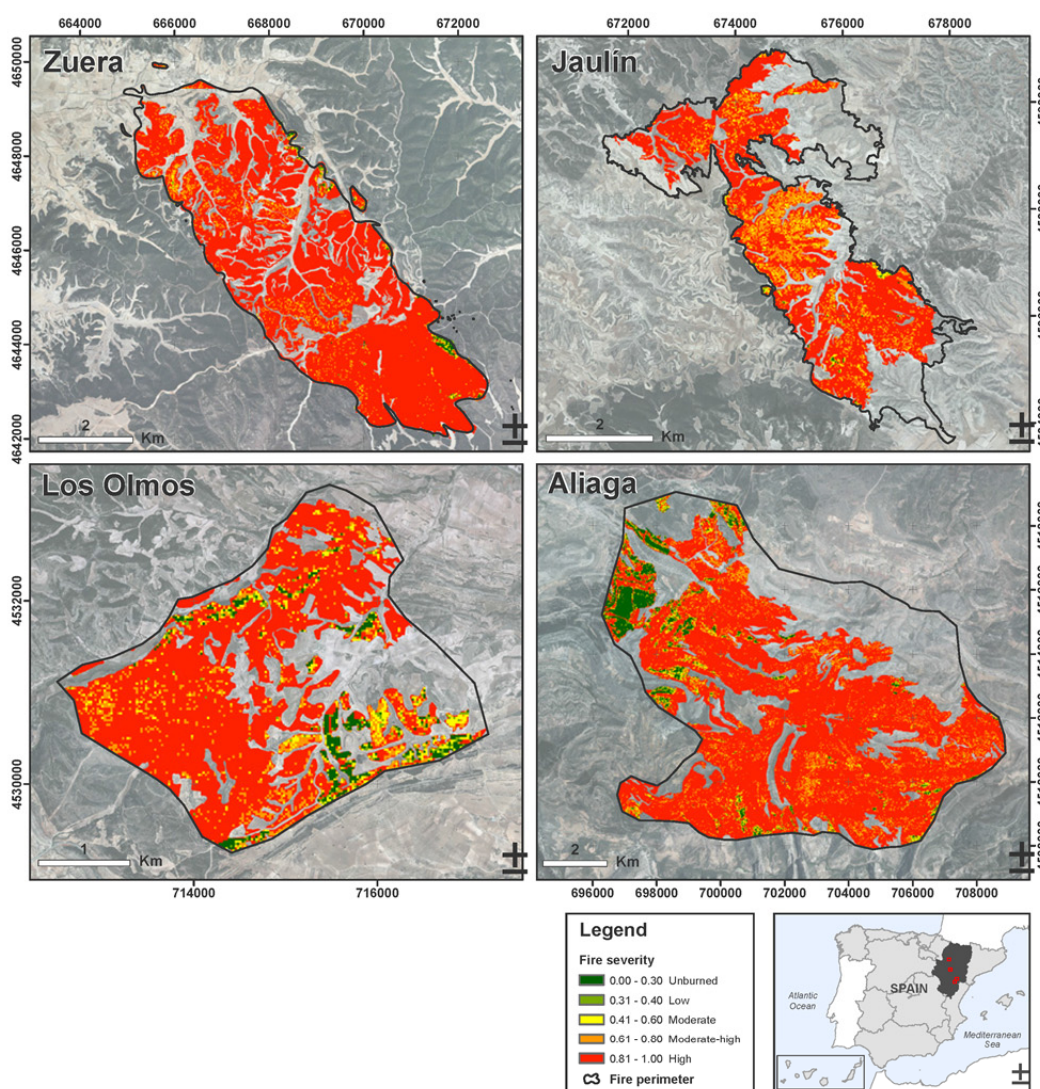 664000 666000 668000 670000 672000
672000 674000 676000 678000
Zuera
Jaulín
4650000
4648000
4646000
4644000
4642000
2 Km
2 Km
Los Olmos
Aliaga
4532000
4530000
1 Km
2 Km
714000 716000
696000 698000 700000 702000 704000 706000 708000
Legend
Fire severity
0.00 - 0.30 Unburned
0.31 - 0.40 Low
0.41 - 0.60 Moderate
0.61 - 0.80 Moderate-high
0.81 - 1.00 High
Fire perimeter
SPAIN
Atlantic
Ocean
Mediterranean
Sea